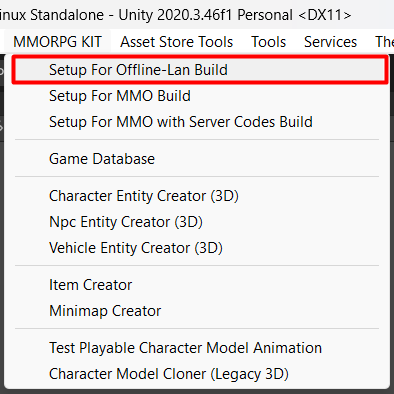 inux Standalone - Unity 2020.3.46f1 Personal <DX11>
MMORPG KIT Asset Store Tools Tools Services The
Setup For Offline-Lan Build
Setup For MMO Build
Setup For MMO with Server Codes Build
Game Database
Character Entity Creator (3D)
Npc Entity Creator (3D)
Vehicle Entity Creator (3D)
Item Creator
Minimap Creator
Test Playable Character Model Animation
Character Model Cloner (Legacy 3D)